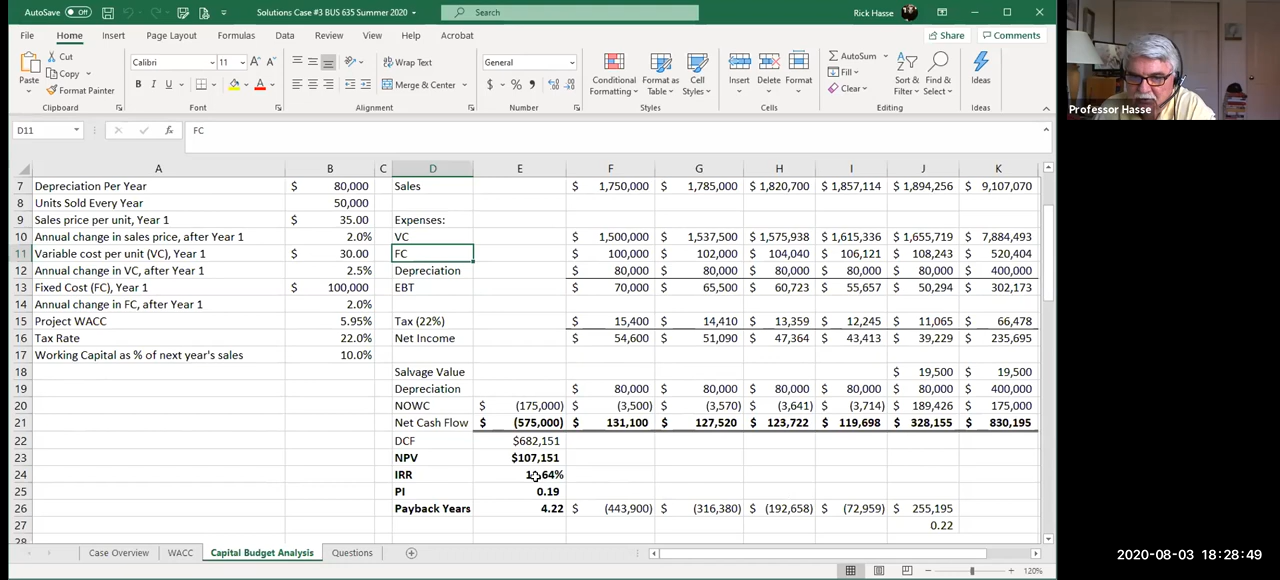 AutoSave Off Solutions Case #3 BUS 635 Summer 2020 Search Rick Hasse
File Home Insert Page Layout Formulas Data Review View Help Acrobat Share Comments
Paste Cut Copy Format Painter Calibri 11 A A B I U A Wrap Text Merge & Center General $ % , Conditional Formatting Format as Table Cell Styles Insert Delete Format AutoSum Fill Clear Sort & Filter Find & Select Ideas
Clipboard Font Alignment Number Styles Cells Editing Ideas
Professor Hasse
D11 fx FC
A B C D E F G H I J K
7 Depreciation Per Year $ 80,000 Sales $ 1,750,000 $ 1,785,000 $ 1,820,700 $ 1,857,114 $ 1,894,256 $ 9,107,070
8 Units Sold Every Year 50,000
9 Sales price per unit, Year 1 $ 35.00 Expenses:
10 Annual change in sales price, after Year 1 2.0% VC $ 1,500,000 $ 1,537,500 $ 1,575,938 $ 1,615,336 $ 1,655,719 $ 7,884,493
11 Variable cost per unit (VC), Year 1 $ 30.00 FC $ 100,000 $ 102,000 $ 104,040 $ 106,121 $ 108,243 $ 520,404
12 Annual change in VC, after Year 1 2.5% Depreciation $ 80,000 $ 80,000 $ 80,000 $ 80,000 $ 80,000 $ 400,000
13 Fixed Cost (FC), Year 1 $ 100,000 EBT $ 70,000 $ 65,500 $ 60,723 $ 55,657 $ 50,294 $ 302,173
14 Annual change in FC, after Year 1 2.0%
15 Project WACC 5.95% Tax (22%) $ 15,400 $ 14,410 $ 13,359 $ 12,245 $ 11,065 $ 66,478
16 Tax Rate 22.0% Net Income $ 54,600 $ 51,090 $ 47,364 $ 43,413 $ 39,229 $ 235,695
17 Working Capital as % of next year's sales 10.0%
18 Salvage Value $ 19,500 $ 19,500
19 Depreciation $ 80,000 $ 80,000 $ 80,000 $ 80,000 $ 80,000 $ 400,000
20 NOWC $ (175,000) $ (3,500) $ (3,570) $ (3,641) $ (3,714) $ 189,426 $ 175,000
21 Net Cash Flow $ (575,000) $ 131,100 $ 127,520 $ 123,722 $ 119,698 $ 328,155 $ 830,195
22 DCF $682,151
23 NPV $107,151
24 IRR
25 PI 0.19
26 Payback Years 4.22 $ (443,900) $ (316,380) $ (192,658) $ (72,959) $ 255,195
27 0.22
28
Case Overview WACC Capital Budget Analysis Questions
2020-08-03 18:28:49
120%